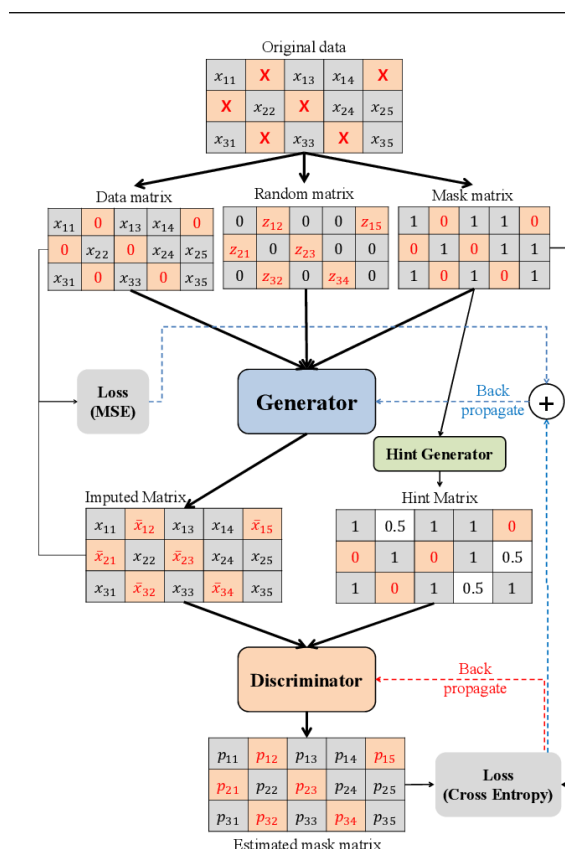 Original data
x₁₁ X x₁₃ x₁₄ X
X x₂₂ X x₂₄ x₂₅
x₃₁ X x₃₃ X x₃₅
Data matrix
x₁₁ 0 x₁₃ x₁₄ 0
0 x₂₂ 0 x₂₄ x₂₅
x₃₁ 0 x₃₃ 0 x₃₅
Random matrix
0 z₁₂ 0 0 z₁₅
z₂₁ 0 z₂₃ 0 0
0 z₃₂ 0 z₃₄ 0
Mask matrix
1 0 1 1 0
0 1 0 1 1
1 0 1 0 1
Loss
(MSE)
Generator
Back
propagate
+
Hint Generator
Imputed Matrix
x₁₁ x̄₁₂ x₁₃ x₁₄ x̄₁₅
x̄₂₁ x₂₂ x̄₂₃ x₂₄ x₂₅
x₃₁ x̄₃₂ x₃₃ x̄₃₄ x₃₅
Hint Matrix
1 0.5 1 1 0
0 1 0 1 0.5
1 0 1 0.5 1
Discriminator
Back
propagate
p₁₁ p₁₂ p₁₃ p₁₄ p₁₅
p₂₁ p₂₂ p₂₃ p₂₄ p₂₅
p₃₁ p₃₂ p₃₃ p₃₄ p₃₅
Estimated mask matrix
Loss
(Cross Entropy)